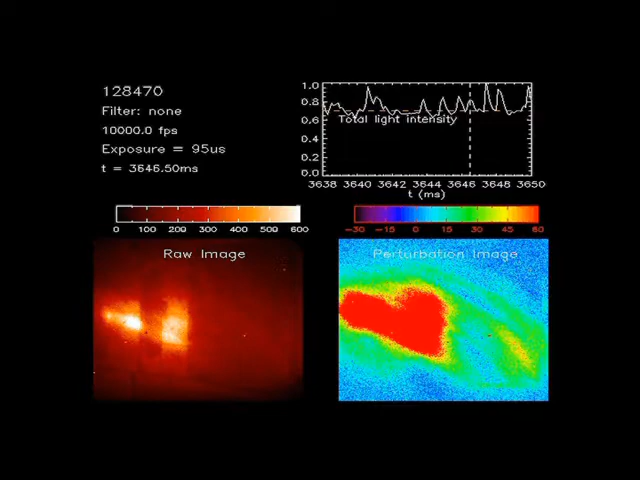 128470
Filter: none
10000.0 fps
Exposure = 95us
t = 3646.50ms
1.0
0.8
0.6
0.4
0.2
0.0
Total light intensity
3638 3640 3642 3644 3646 3648 3650
t (ms)
0 100 200 300 400 500 600
-30 -15 0 15 30 45 60
Raw Image
Perturbation Image